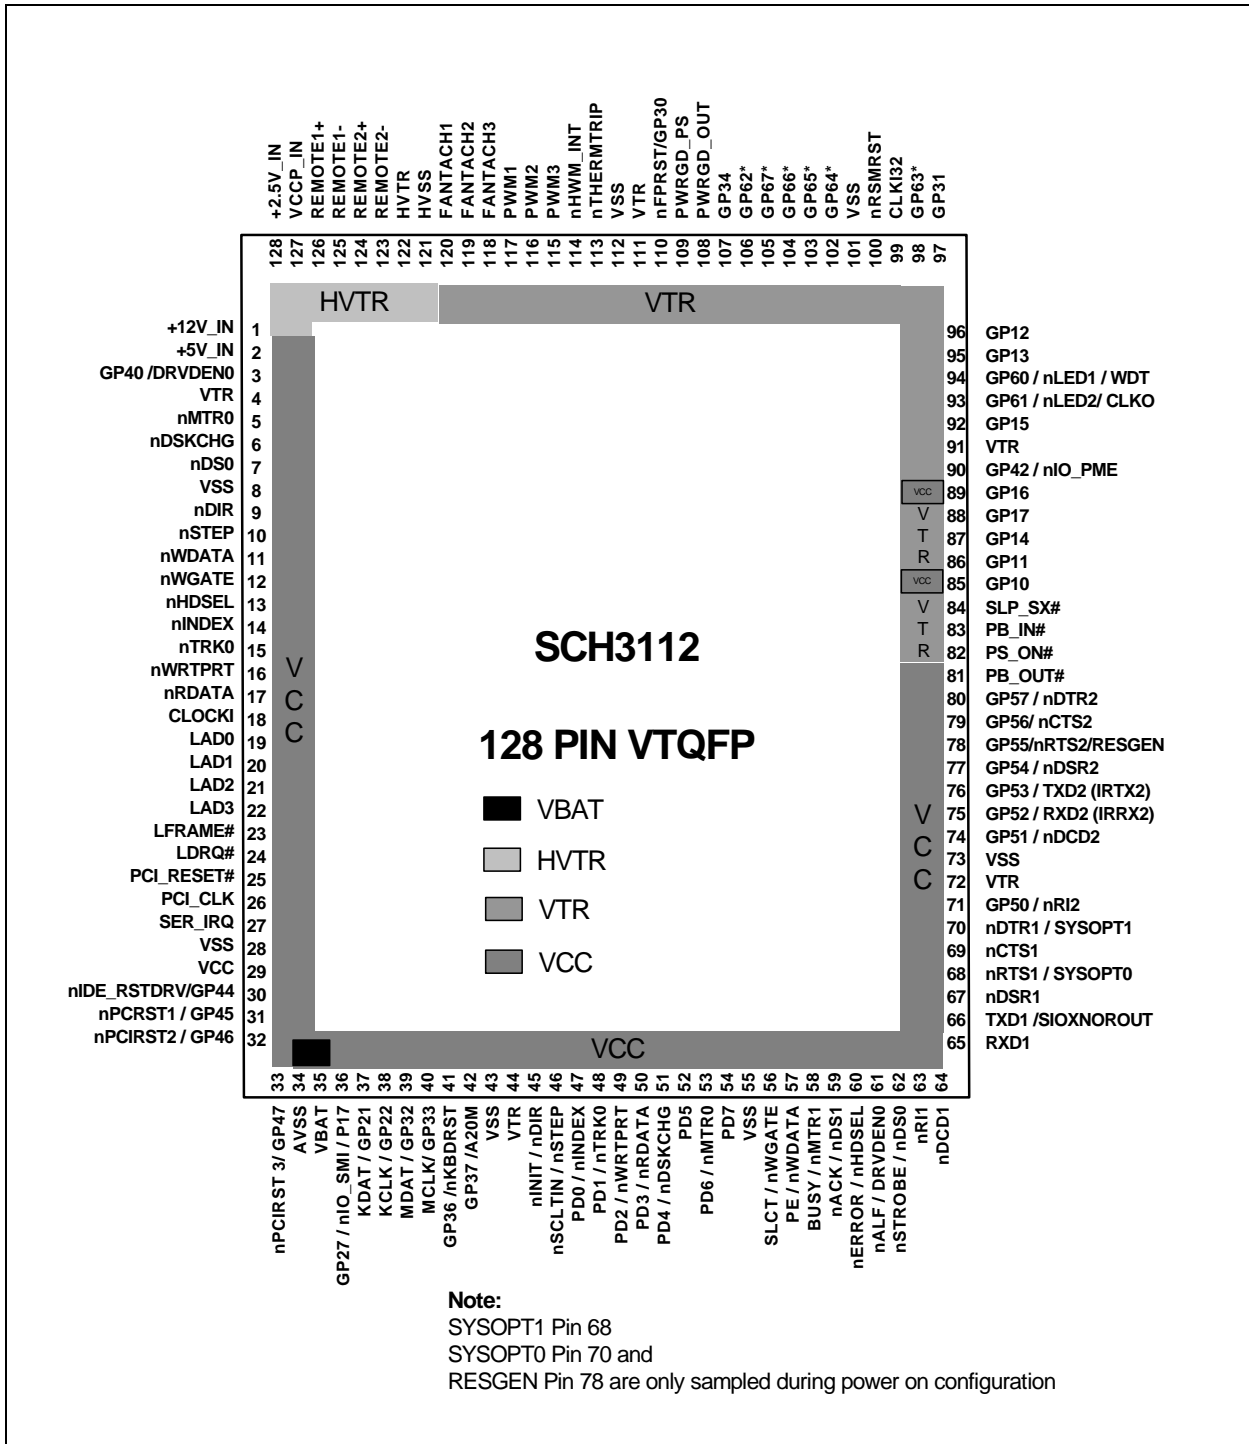 +2.5V_IN
VCCP_IN
REMOTE1+
REMOTE1-
REMOTE2+
REMOTE2-
HVTR
HVSS
FANTACH1
FANTACH2
FANTACH3
PWM1
PWM2
PWM3
nHWM_INT
nTHERMTRIP
VSS
VTR
nFPRST/GP30
PWRGD_PS
PWRGD_OUT
GP34
GP62*
GP67*
GP66*
GP65*
GP64*
VSS
nRSMRST
CLKI32
GP63*
GP31
128
127
126
125
124
123
122
121
120
119
118
117
116
115
114
113
112
111
110
109
108
107
106
105
104
103
102
101
100
99
98
97
HVTR
VTR
+12V_IN 1
+5V_IN 2
GP40 /DRVDEN0 3
VTR 4
nMTR0 5
nDSKCHG 6
nDS0 7
VSS 8
nDIR 9
nSTEP 10
nWDATA 11
nWGATE 12
nHDSEL 13
nINDEX 14
nTRK0 15
nWRTPRT 16
nRDATA 17
CLOCKI 18
LAD0 19
LAD1 20
LAD2 21
LAD3 22
LFRAME# 23
LDRQ# 24
PCI_RESET# 25
PCI_CLK 26
SER_IRQ 27
VSS 28
VCC 29
nIDE_RSTDRV/GP44 30
nPCRST1 / GP45 31
nPCIRST2 / GP46 32
VCC
SCH3112
128 PIN VTQFP
VBAT
HVTR
VTR
VCC
96 GP12
95 GP13
94 GP60 / nLED1 / WDT
93 GP61 / nLED2/ CLKO
92 GP15
91 VTR
90 GP42 / nIO_PME
VCC 89 GP16
88 GP17
87 GP14
86 GP11
VTR
VCC 85 GP10
84 SLP_SX#
83 PB_IN#
82 PS_ON#
VTR
81 PB_OUT#
80 GP57 / nDTR2
79 GP56/ nCTS2
78 GP55/nRTS2/RESGEN
77 GP54 / nDSR2
76 GP53 / TXD2 (IRTX2)
75 GP52 / RXD2 (IRRX2)
74 GP51 / nDCD2
73 VSS
72 VTR
71 GP50 / nRI2
70 nDTR1 / SYSOPT1
69 nCTS1
68 nRTS1 / SYSOPT0
67 nDSR1
66 TXD1 /SIOXNOROUT
65 RXD1
VCC
VCC
33
34
35
36
37
38
39
40
41
42
43
44
45
46
47
48
49
50
51
52
53
54
55
56
57
58
59
60
61
62
63
64
nPCIRST 3/ GP47
AVSS
VBAT
GP27 / nIO_SMI / P17
KDAT / GP21
KCLK / GP22
MDAT / GP32
MCLK/ GP33
GP36 /nKBDRST
GP37 /A20M
VSS
VTR
nINIT / nDIR
nSCLTIN / nSTEP
PD0 / nINDEX
PD1 / nTRK0
PD2 / nWRTPRT
PD3 / nRDATA
PD4 / nDSKCHG
PD5
PD6 / nMTR0
PD7
VSS
SLCT / nWGATE
PE / nWDATA
BUSY / nMTR1
nACK / nDS1
nERROR / nHDSEL
nALF / DRVDEN0
nSTROBE / nDS0
nRI1
nDCD1
Note:
SYSOPT1 Pin 68
SYSOPT0 Pin 70 and
RESGEN Pin 78 are only sampled during power on configuration